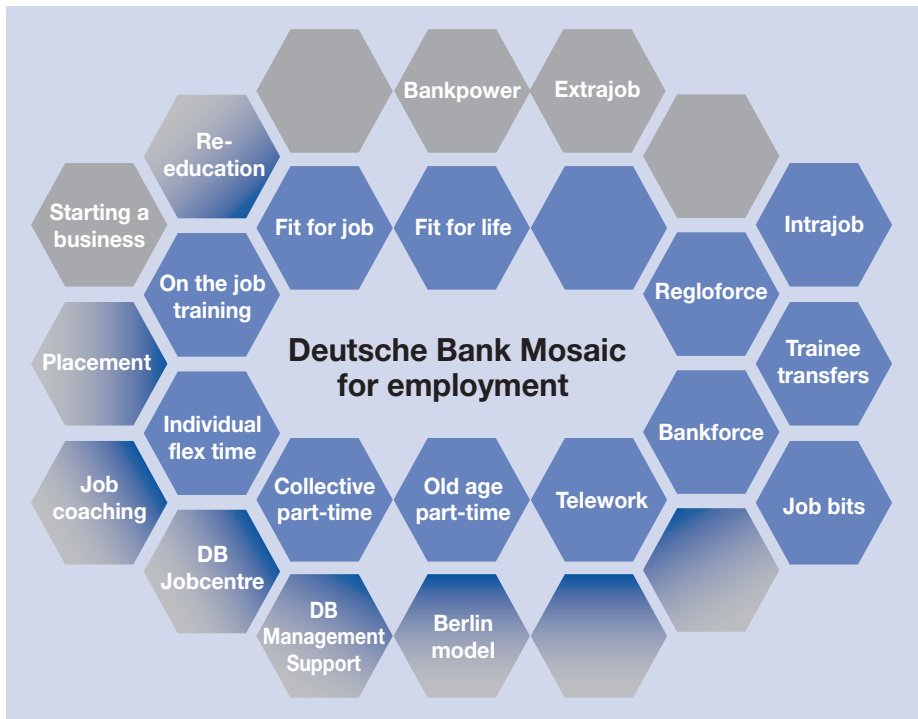 Bankpower
Extrajob
Re-
education
Starting a
business
Fit for job
Fit for life
Intrajob
On the job
training
Regloforce
Deutsche Bank Mosaic
for employment
Placement
Trainee
transfers
Individual
flex time
Bankforce
Job
coaching
Collective
part-time
Old age
part-time
Telework
Job bits
DB
Jobcentre
DB
Management
Support
Berlin
model